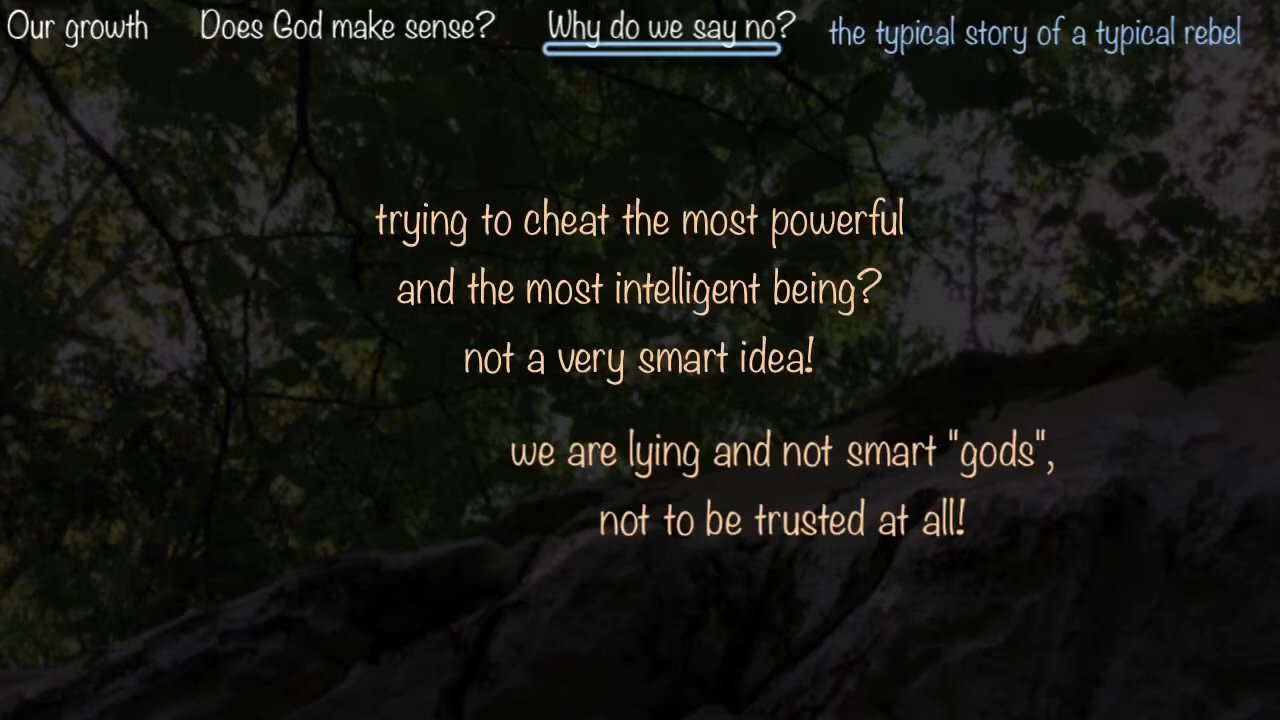 Our growth Does God make sense? Why do we say no? the typical story of a typical rebel
trying to cheat the most powerful
and the most intelligent being?
not a very smart idea!
we are lying and not smart "gods",
not to be trusted at all!